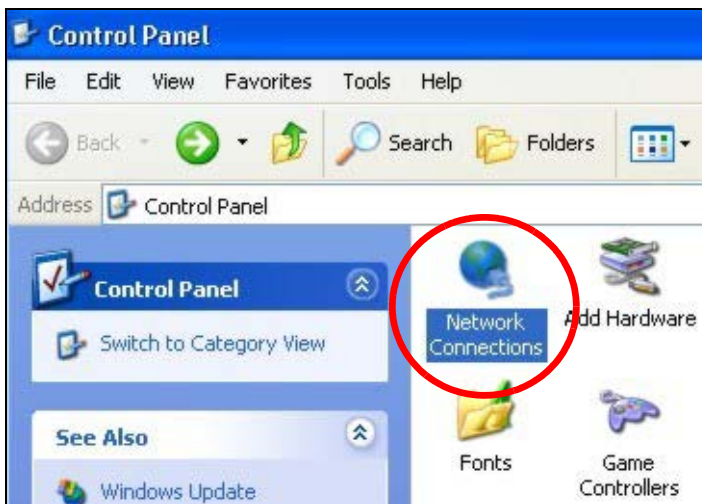 Control Panel
File Edit View Favorites Tools Help
Back Search Folders
Address Control Panel
Control Panel
Switch to Category View
See Also
Windows Update
Network
Connections
Add Hardware
Fonts
Game
Controllers